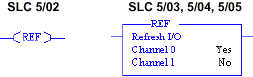 SLC 5/02 SLC 5/03, 5/04, 5/05
REF REF
Refresh I/O
Channel 0 Yes
Channel 1 No